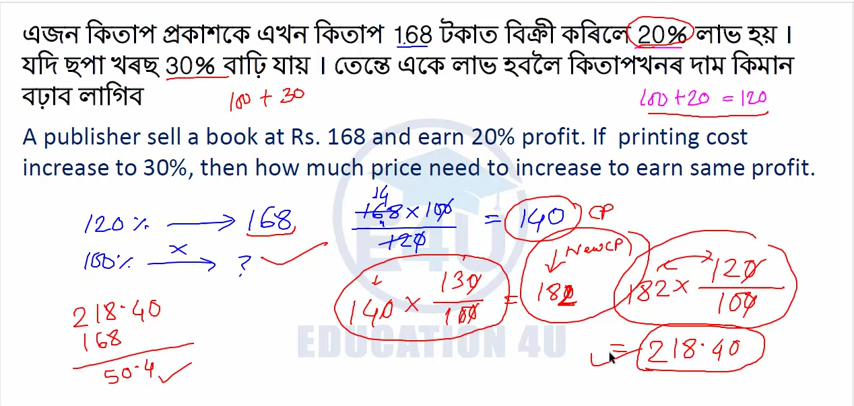 এজন কিতাপ প্ৰকাশকে এখন কিতাপ 168 টকাত বিক্ৰী কৰিলে 20% লাভ হয় ।
যদি ছপা খৰছ 30% বাঢ়ি যায় । তেন্তে একে লাভ হবলৈ কিতাপখনৰ দাম কিমান
বঢ়াব লাগিব
100 + 30
100 + 20 = 120
A publisher sell a book at Rs. 168 and earn 20% profit. If printing cost
increase to 30%, then how much price need to increase to earn same profit.
120% → 168
100% x → ?
14
168 × 100 / 120 = 140 CP
140 × 130 / 100 = 182
New CP
182 × 120 / 100
= 218.40
218.40
168
50.4
E4U
EDUCATION 4U